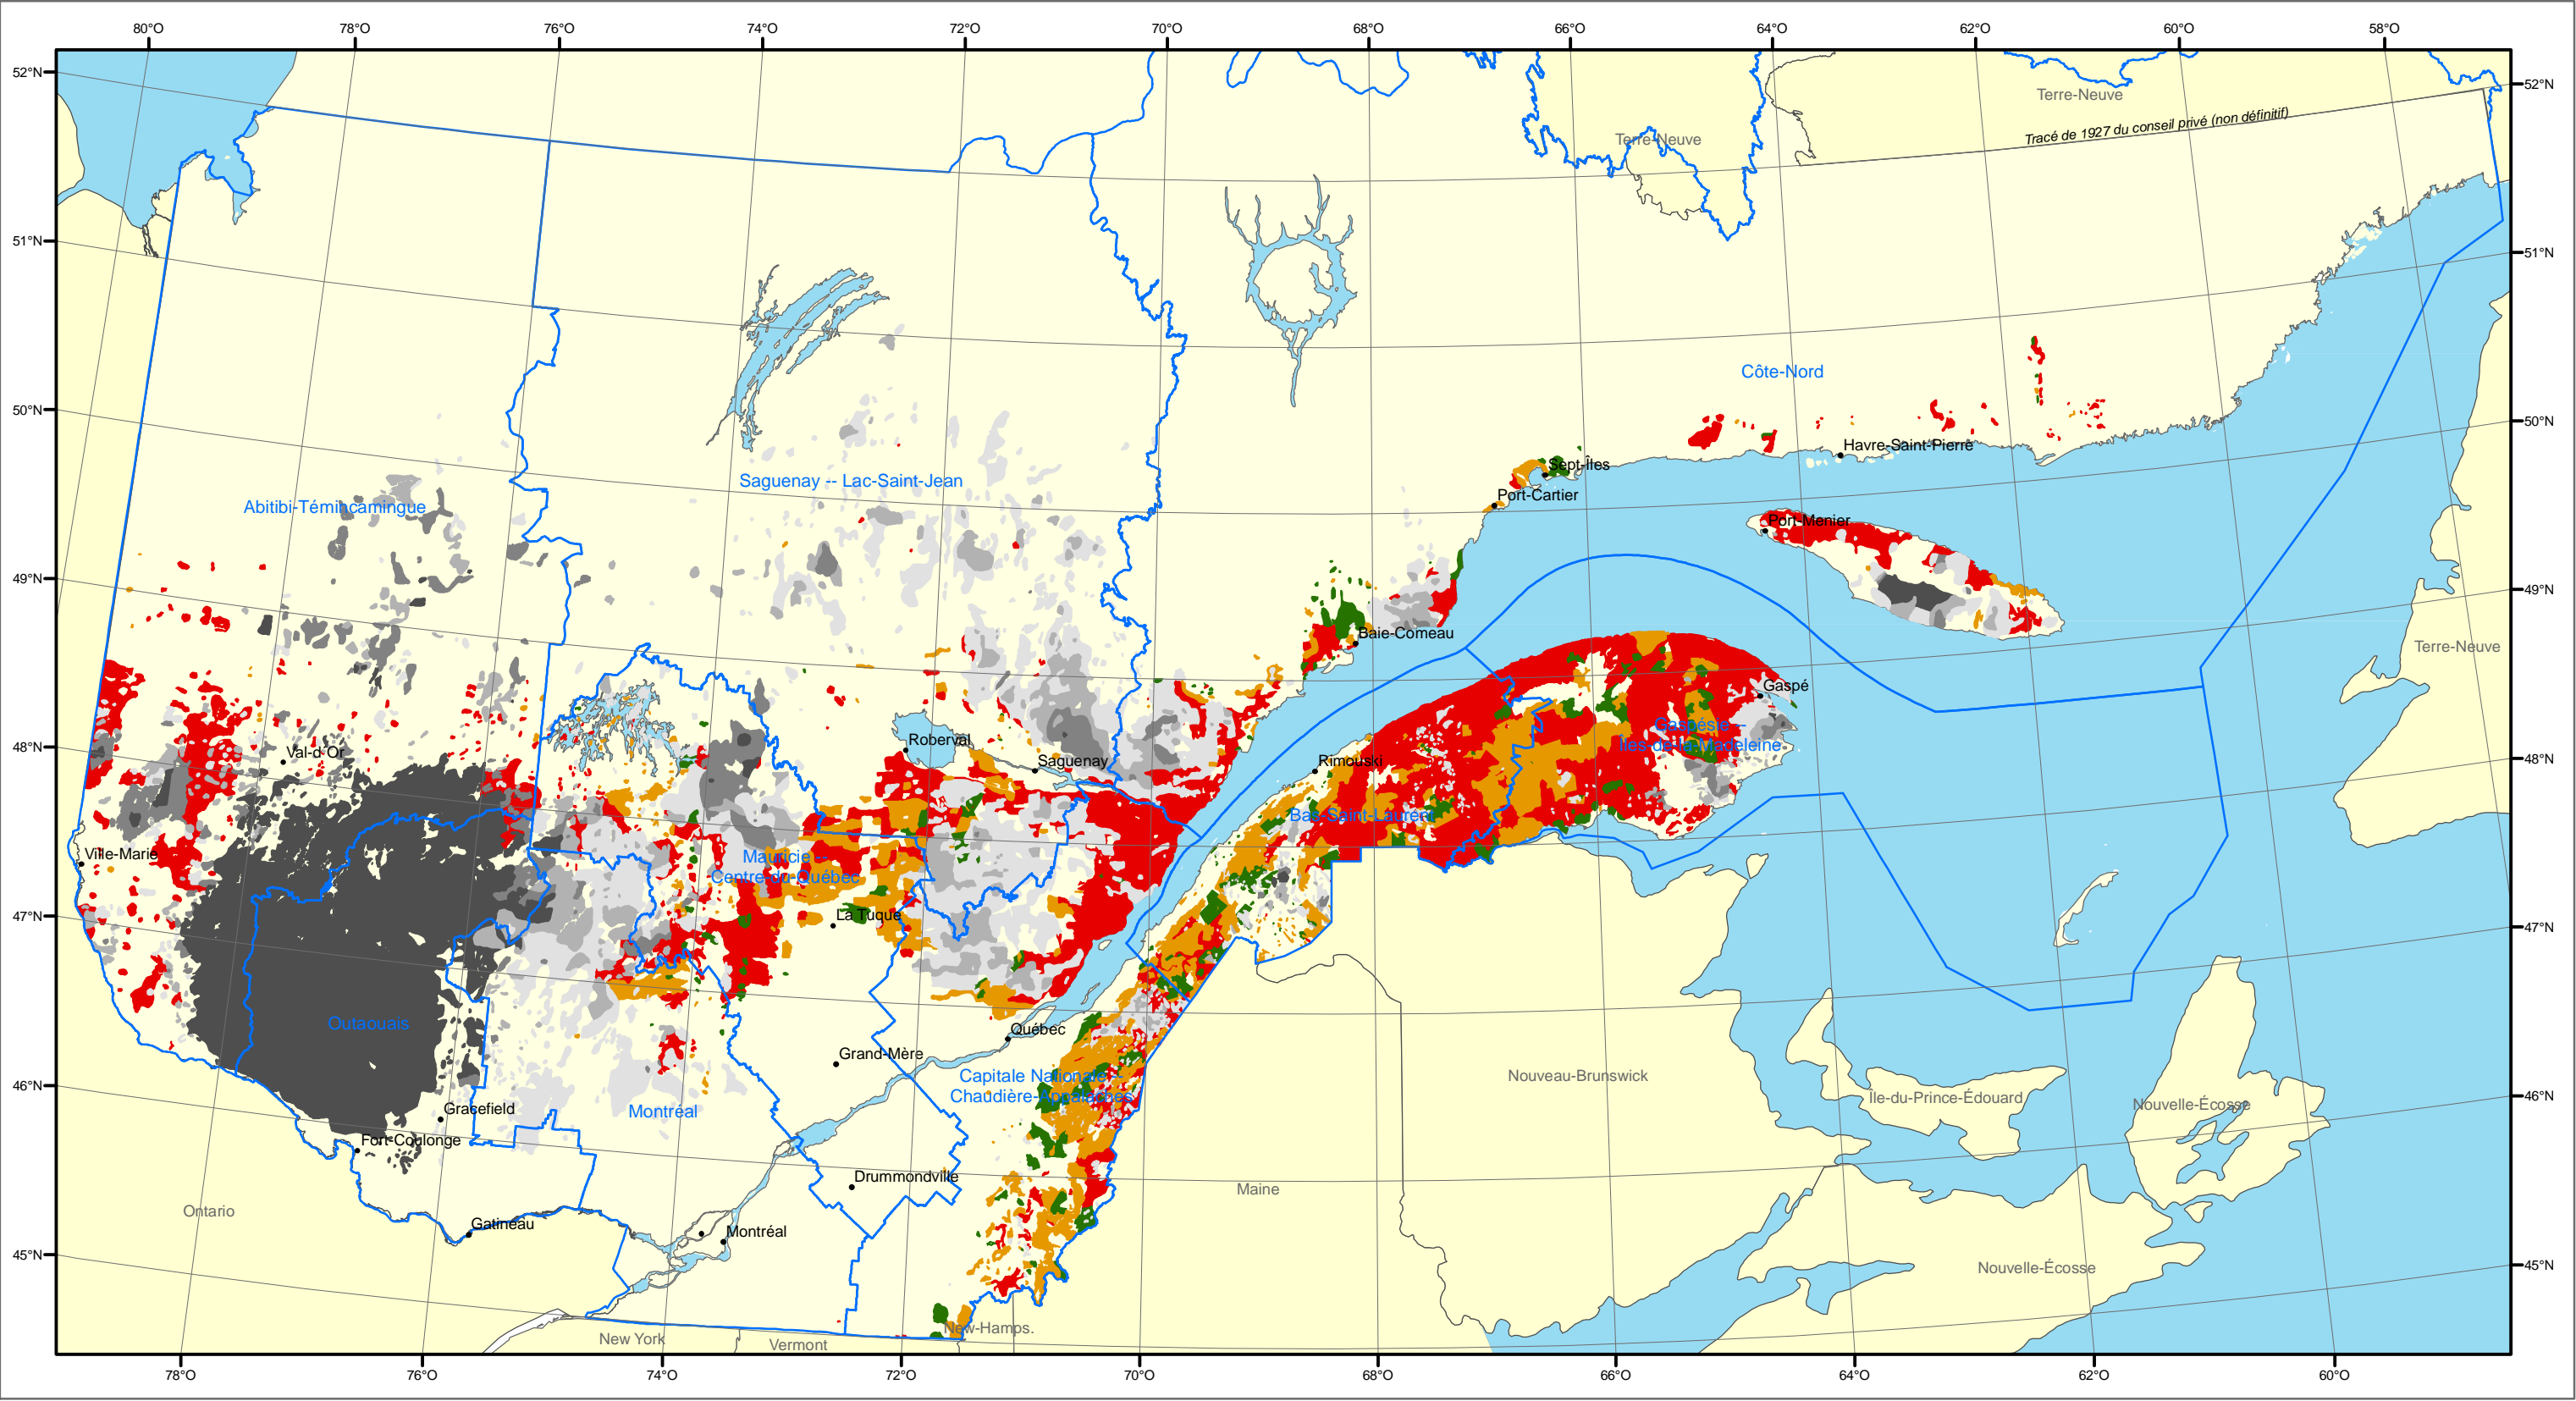 80°O 78°O 76°O 74°O 72°O 70°O 68°O 66°O 64°O 62°O 60°O 58°O
52°N
52°N
Terre-Neuve
Tracé de 1927 du conseil privé (non définitif)
Terre-Neuve
51°N
51°N
Côte-Nord
50°N
50°N
Havre-Saint-Pierre
Sept-Îles
Saguenay -- Lac-Saint-Jean
Port-Cartier
Abitibi-Témincamingue
Port-Menier
49°N
49°N
Baie-Comeau
Terre-Neuve
Gaspé
Gaspésie --
Îles-de-la-Madeleine
48°N
48°N
Roberval
Val-d'Or
Saguenay
Rimouski
Bas-Saint-Laurent
Ville-Marie
Mauricie --
Centre-du-Québec
La Tuque
47°N
47°N
Outaouais
Québec
Grand-Mère
46°N
46°N
Capitale Nationale --
Chaudière-Appalaches
Nouveau-Brunswick
Île-du-Prince-Édouard
Nouvelle-Écosse
Gracefield
Montréal
Fort-Coulonge
Drummondville
Maine
Ontario
Gatineau
Montréal
45°N
45°N
Nouvelle-Écosse
New-Hamps.
New York
Vermont
78°O 76°O 74°O 72°O 70°O 68°O 66°O 64°O 62°O 60°O